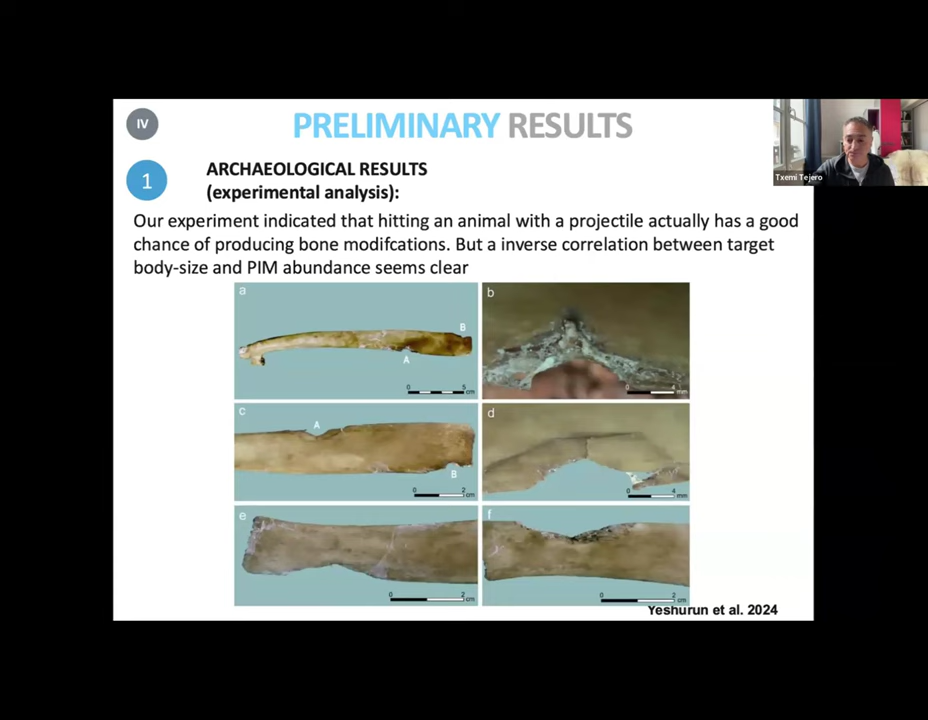 IV
PRELIMINARY RESULTS
Txemi Tejero
1
ARCHAEOLOGICAL RESULTS
(experimental analysis):
Our experiment indicated that hitting an animal with a projectile actually has a good
chance of producing bone modifcations. But a inverse correlation between target
body-size and PIM abundance seems clear
a
B
A
0 5
cm
b
0 4
mm
c
A
B
0 2
cm
d
0 4
mm
e
0 2
cm
f
0 2
cm
Yeshurun et al. 2024